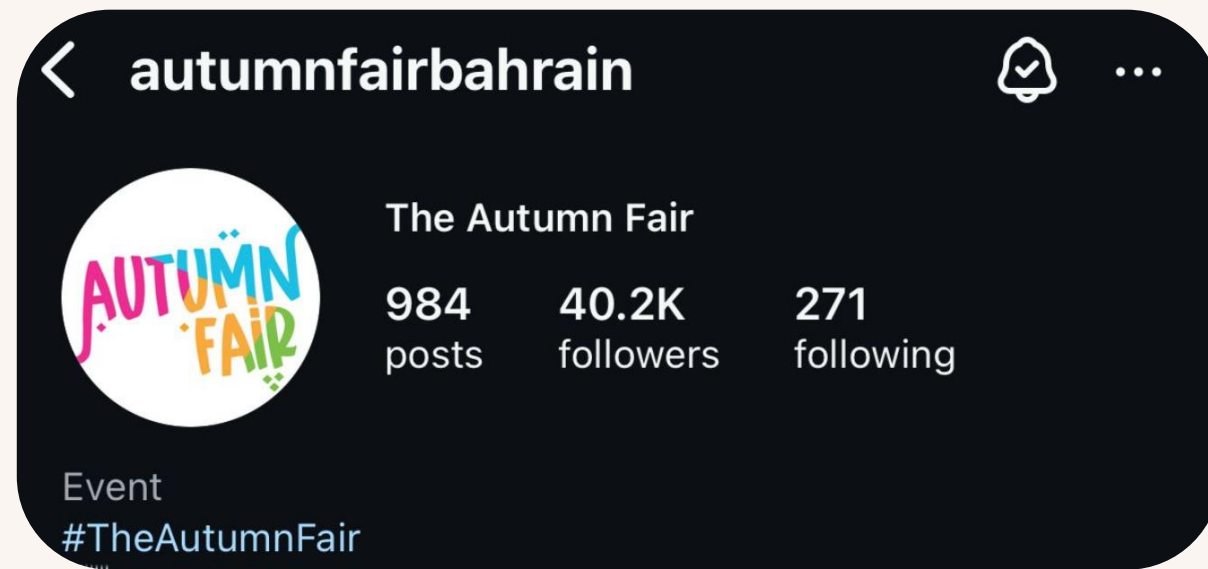 autumnfairbahrain
AUTUMN
FAIR
The Autumn Fair
984 40.2K 271
posts followers following
Event
#TheAutumnFair